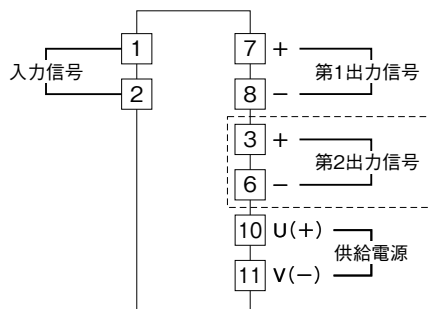 入力信号
1
2
7 +
8 −
第1出力信号
3 +
6 −
第2出力信号
10 U(+)
11 V(−)
供給電源